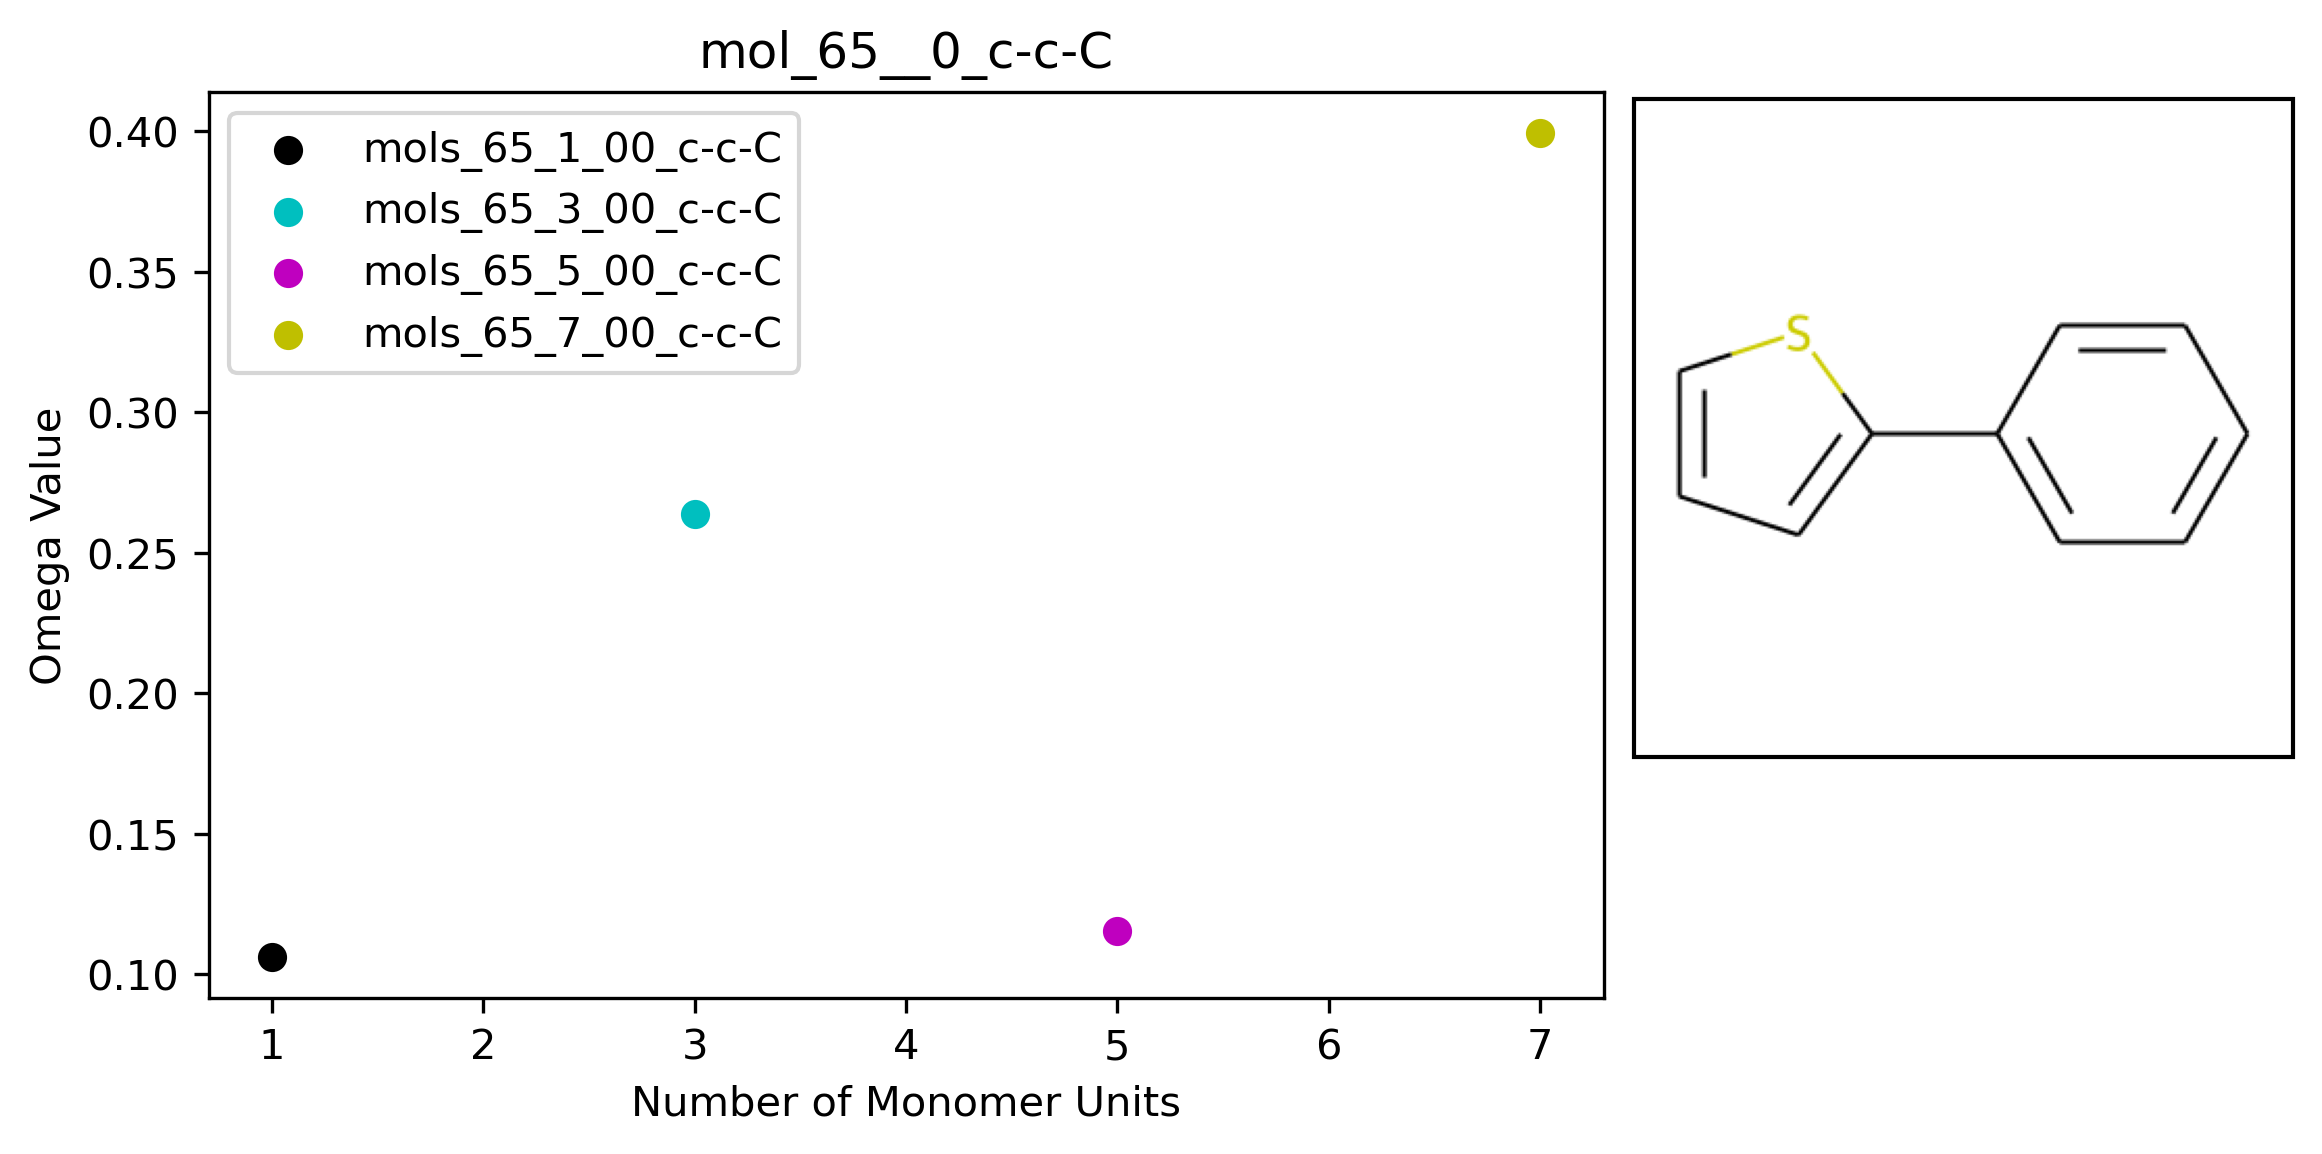 mol_65__0_c-c-C
mols_65_1_00_c-c-C
mols_65_3_00_c-c-C
mols_65_5_00_c-c-C
mols_65_7_00_c-c-C
Omega Value
0.40
0.35
0.30
0.25
0.20
0.15
0.10
1 2 3 4 5 6 7
Number of Monomer Units
S